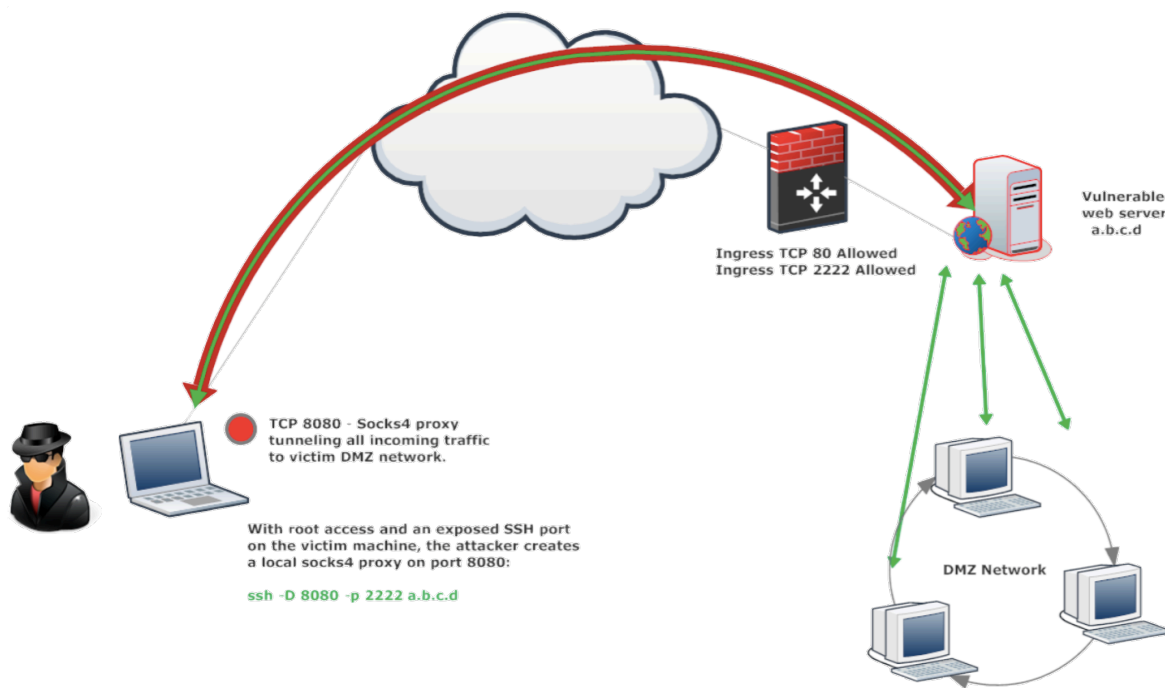 Vulnerable
web server
a.b.c.d
Ingress TCP 80 Allowed
Ingress TCP 2222 Allowed
TCP 8080 - Socks4 proxy
tunneling all incoming traffic
to victim DMZ network.
With root access and an exposed SSH port
on the victim machine, the attacker creates
a local socks4 proxy on port 8080:
ssh -D 8080 -p 2222 a.b.c.d
DMZ Network